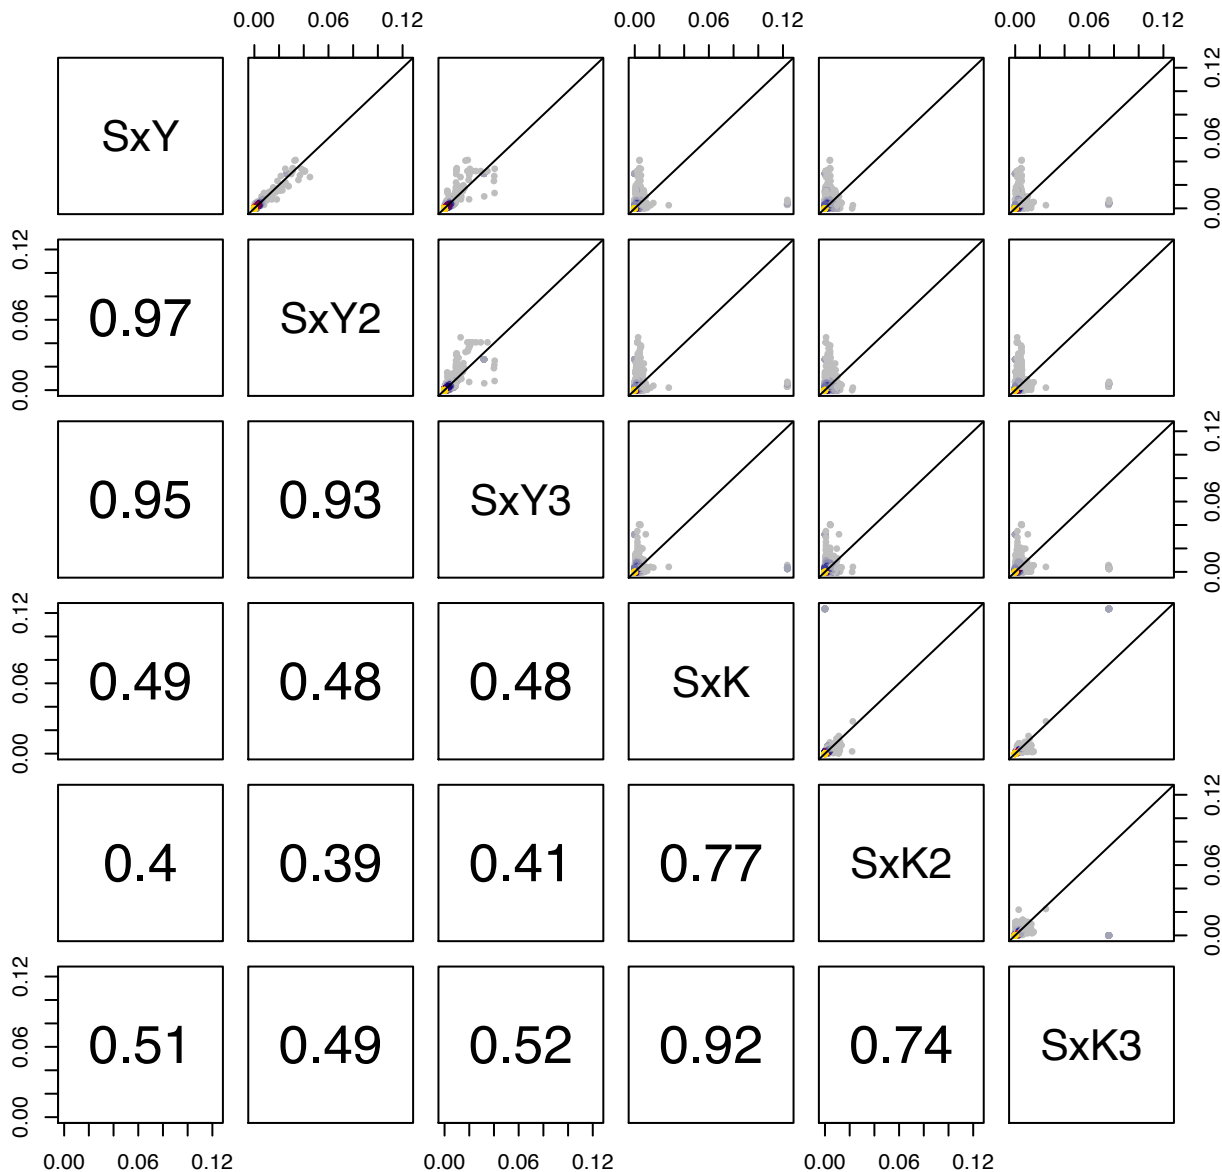 0.00 0.06 0.12 0.00 0.06 0.12 0.00 0.06 0.12
SxY 0.00 0.06 0.12
0.00 0.06 0.12 0.97 SxY2
0.95 0.93 SxY3 0.00 0.06 0.12
0.00 0.06 0.12 0.49 0.48 0.48 SxK
0.4 0.39 0.41 0.77 SxK2 0.00 0.06 0.12
0.00 0.06 0.12 0.51 0.49 0.52 0.92 0.74 SxK3
0.00 0.06 0.12 0.00 0.06 0.12 0.00 0.06 0.12